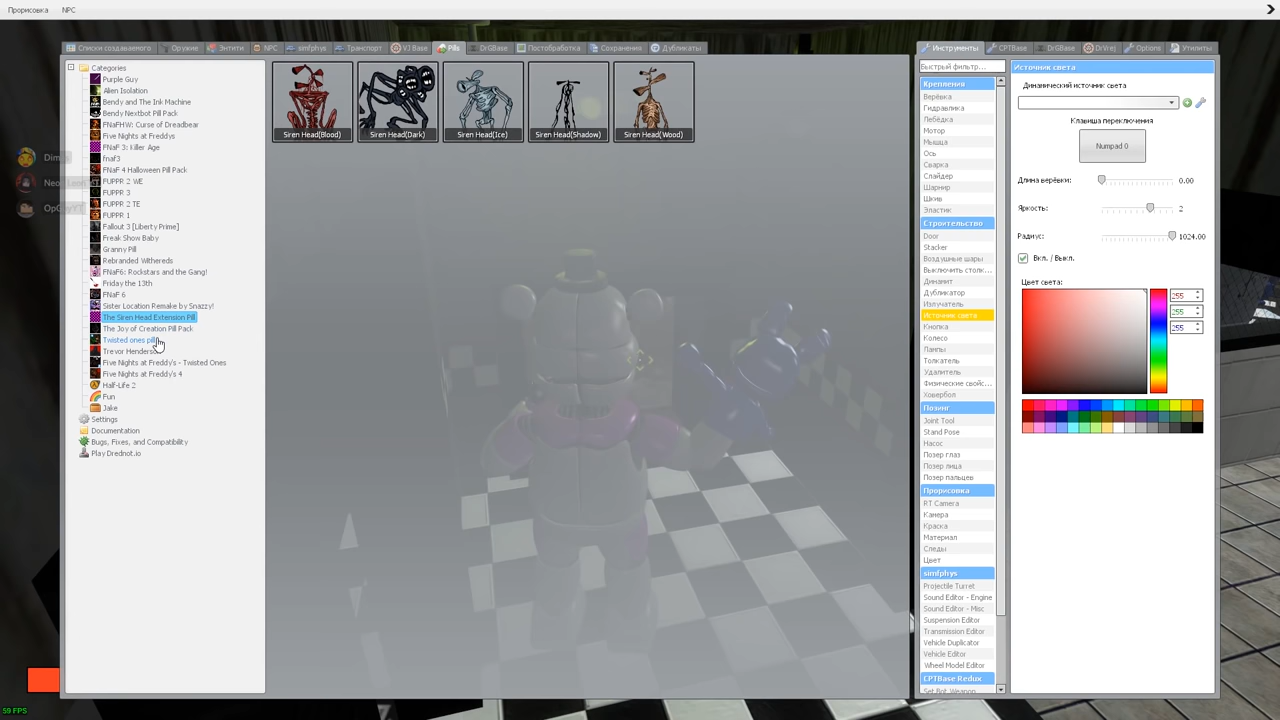 Прорисовка NPC
Списки создаваемого Оружие Энтити NPC simfphys Транспорт VJ Base Pills DrGBase Постобработка Сохранения Дубликаты
Categories
Purple Guy
Alien Isolation
Bendy and The Ink Machine
Bendy Nextbot Pill Pack
FNaFHW: Curse of Dreadbear
Five Nights at Freddys
FNaF 3: Killer Age
fnaf3
FNAF 4 Halloween Pill Pack
FUPPR 2 WE
FUPPR 3
FUPPR 2 TE
FUPPR 1
Fallout 3 [Liberty Prime]
Freak Show Baby
Granny Pill
Rebranded Withereds
FNaF6: Rockstars and the Gang!
Friday the 13th
FNaF 6
Sister Location Remake by Snazzy!
The Siren Head Extension Pill
The Joy of Creation Pill Pack
Twisted ones pill
Trevor Henders
Five Nights at Freddy's - Twisted Ones
Five Nights at Freddy's 4
Half-Life 2
Fun
Jake
Settings
Documentation
Bugs, Fixes, and Compatibility
Play Drednot.io
Siren Head(Blood) Siren Head(Dark) Siren Head(Ice) Siren Head(Shadow) Siren Head(Wood)
Инструменты CPTBase DrGBase DrVrej Options Утилиты
Быстрый фильтр...
Крепления
Верёвка
Гидравлика
Лебёдка
Мотор
Мышца
Ось
Сварка
Слайдер
Шарнир
Шкив
Эластик
Строительство
Door
Stacker
Воздушные шары
Выключить столк...
Динамит
Дубликатор
Излучатель
Источник света
Кнопка
Колесо
Лампы
Толкатель
Удалитель
Физические свойс...
Ховербол
Позинг
Joint Tool
Stand Pose
Насос
Позер глаз
Позер лица
Позер пальцев
Прорисовка
RT Camera
Камера
Краска
Материал
Следы
Цвет
simfphys
Projectile Turret
Sound Editor - Engine
Sound Editor - Misc
Suspension Editor
Transmission Editor
Vehicle Duplicator
Vehicle Editor
Wheel Model Editor
CPTBase Redux
Set Bot Weapon
Источник света
Динамический источник света
Клавиша переключения
Numpad 0
Длина верёвки: 0.00
Яркость: 2
Радиус: 1024.00
Вкл. / Выкл.
Цвет света:
255
255
255
59 FPS